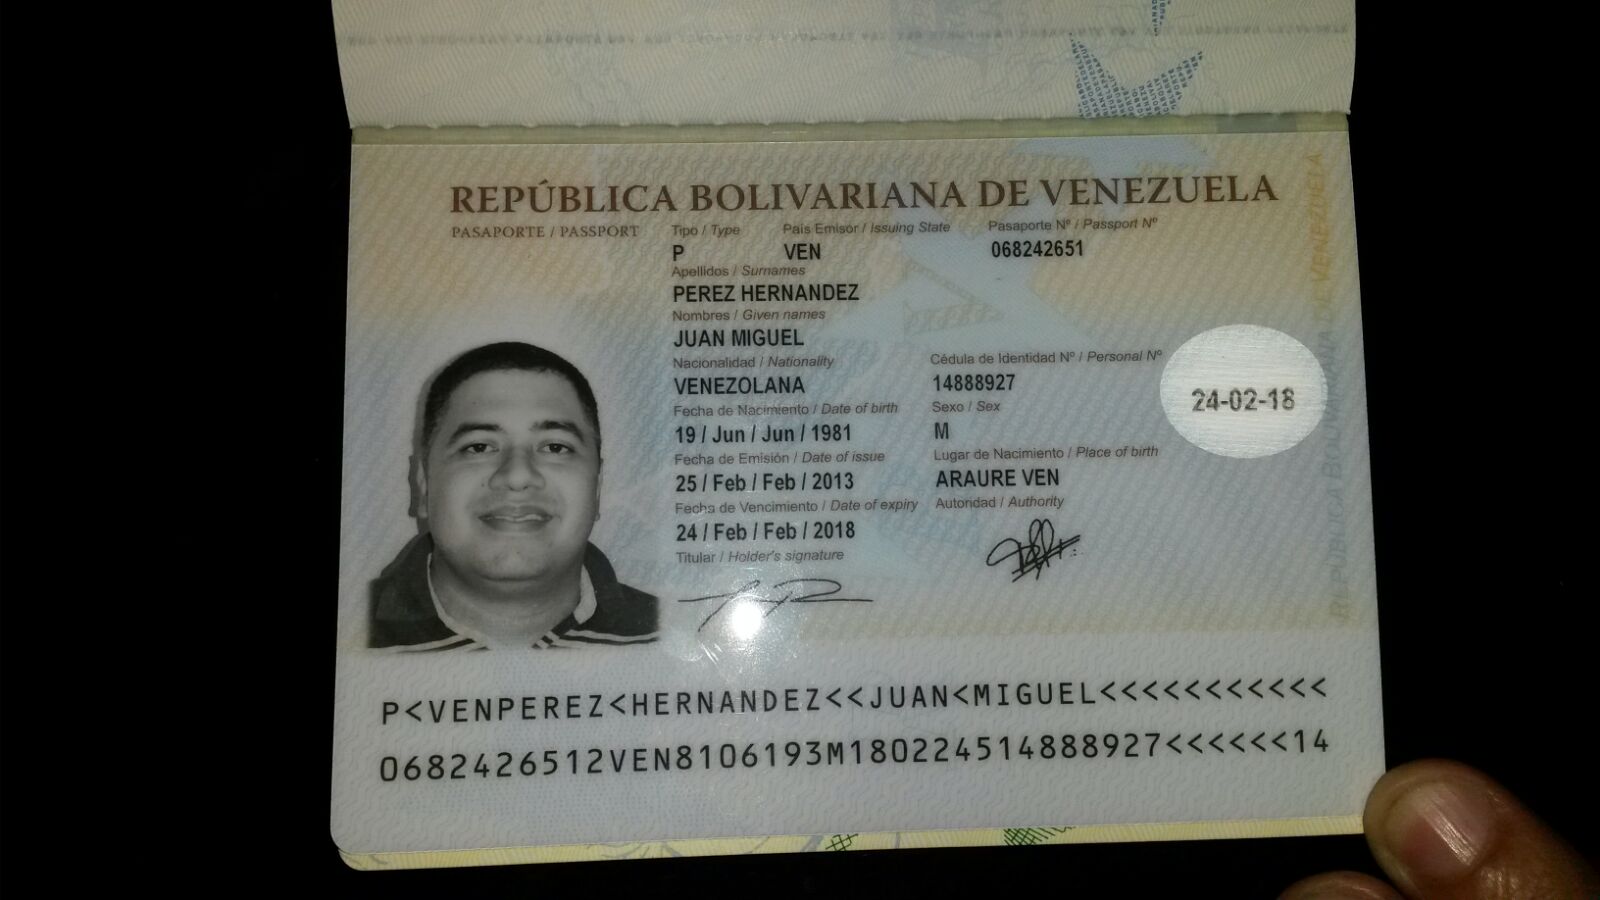 REPÚBLICA BOLIVARIANA DE VENEZUELA
PASAPORTE / PASSPORT
Tipo / Type País Emisor / Issuing State Pasaporte Nº / Passport Nº
P VEN 068242651
Apellidos / Surnames
PEREZ HERNANDEZ
Nombres / Given names
JUAN MIGUEL
Nacionalidad / Nationality Cédula de Identidad Nº / Personal Nº
VENEZOLANA 14888927
24-02-18
Fecha de Nacimiento / Date of birth Sexo / Sex
19 / Jun / Jun / 1981 M
Fecha de Emisión / Date of issue Lugar de Nacimiento / Place of birth
25 / Feb / Feb / 2013 ARAURE VEN
Fecha de Vencimiento / Date of expiry Autoridad / Authority
24 / Feb / Feb / 2018
Titular / Holder's signature
REPÚBLICA BOLIVARIANA DE VENEZUELA
P<VENPEREZ<HERNANDEZ<<JUAN<MIGUEL<<<<<<<<<<<
0682426512VEN8106193M180224514888927<<<<<<14